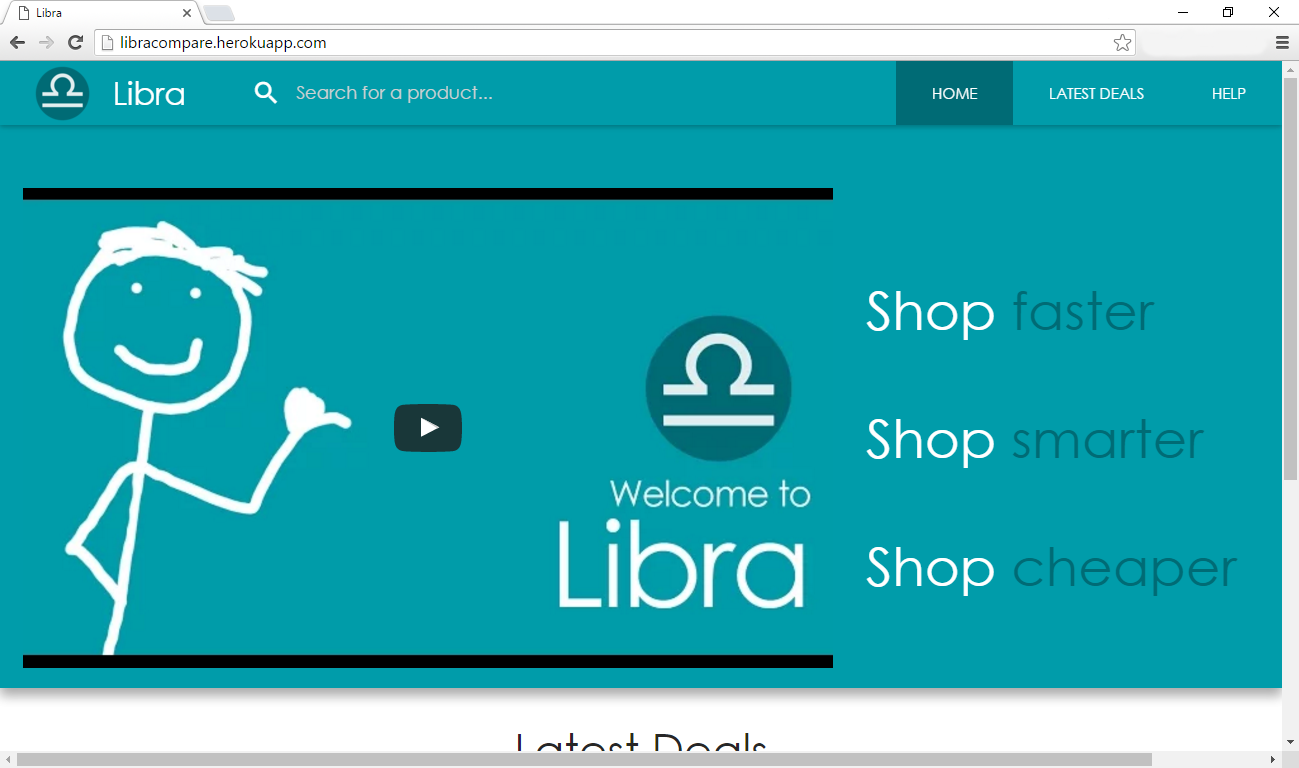 Libra
libracompare.herokuapp.com
Libra
Search for a product...
HOME
LATEST DEALS
HELP
Welcome to
Libra
Shop faster
Shop smarter
Shop cheaper
Latest Deals